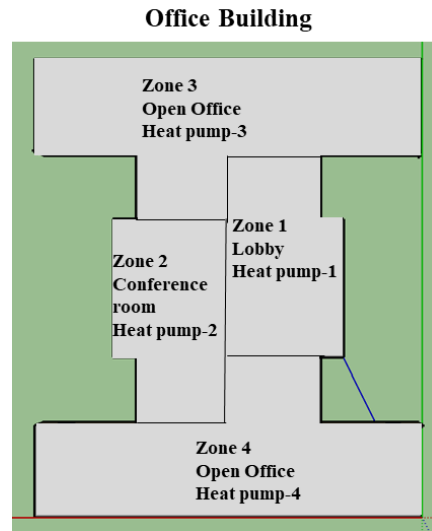 Office Building
Zone 3
Open Office
Heat pump-3
Zone 1
Lobby
Heat pump-1
Zone 2
Conference
room
Heat pump-2
Zone 4
Open Office
Heat pump-4